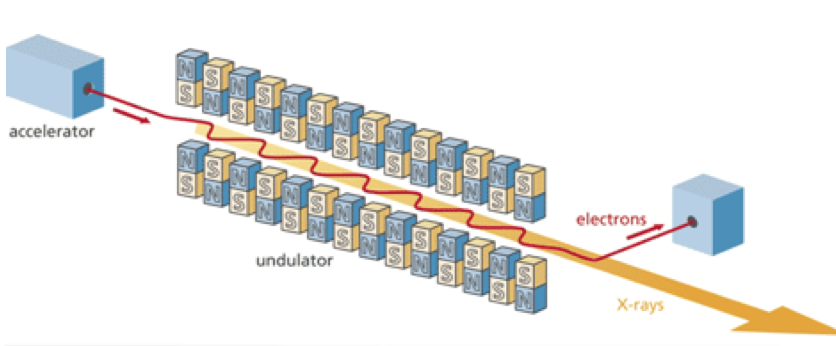 accelerator
N S N S N S N S N S N S N S
S N S N S N S N S N S N S N
N S N S N S N S N S N S N S
S N S N S N S N S N S N S N
undulator
electrons
X-rays